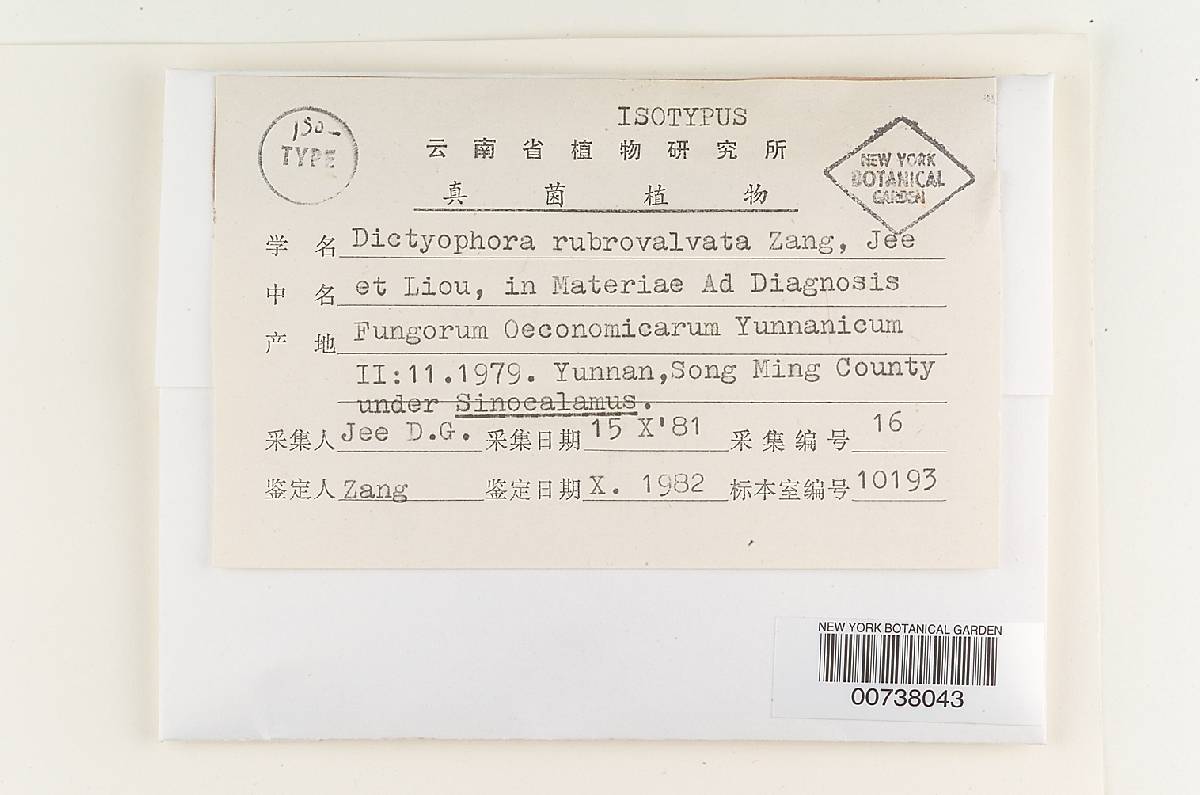 ISOTYPUS
ISO-
TYPE
云南省植物研究所
NEW YORK
BOTANICAL
GARDEN
真菌植物
学名 Dictyophora rubrovalvata Zang, Jee
中名 et Liou, in Materiae Ad Diagnosis
产地 Fungorum Oeconomicarum Yunnanicum
II:11.1979. Yunnan,Song Ming County
under Sinocalamus.
采集人 Jee D.G. 采集日期 15 X'81 采集编号 16
鉴定人 Zang 鉴定日期 X. 1982 标本室编号 10193
NEW YORK BOTANICAL GARDEN
00738043